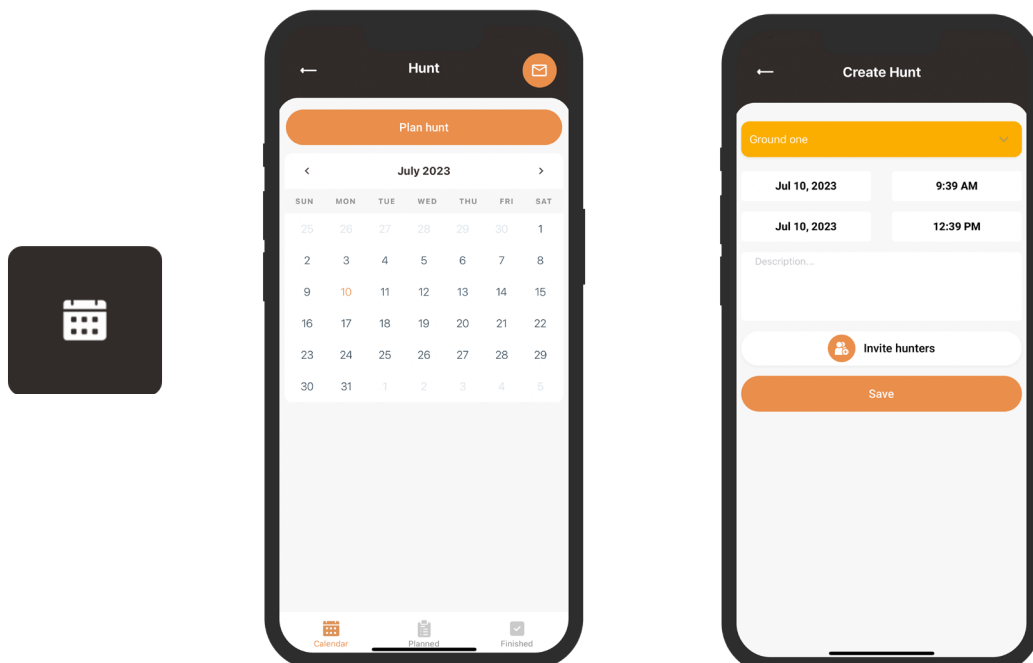 Hunt
Plan hunt
July 2023
SUN MON TUE WED THU FRI SAT
25 26 27 28 29 30 1
2 3 4 5 6 7 8
9 10 11 12 13 14 15
16 17 18 19 20 21 22
23 24 25 26 27 28 29
30 31 1 2 3 4 5
Calendar Planned Finished
Create Hunt
Ground one
Jul 10, 2023 9:39 AM
Jul 10, 2023 12:39 PM
Description...
Invite hunters
Save